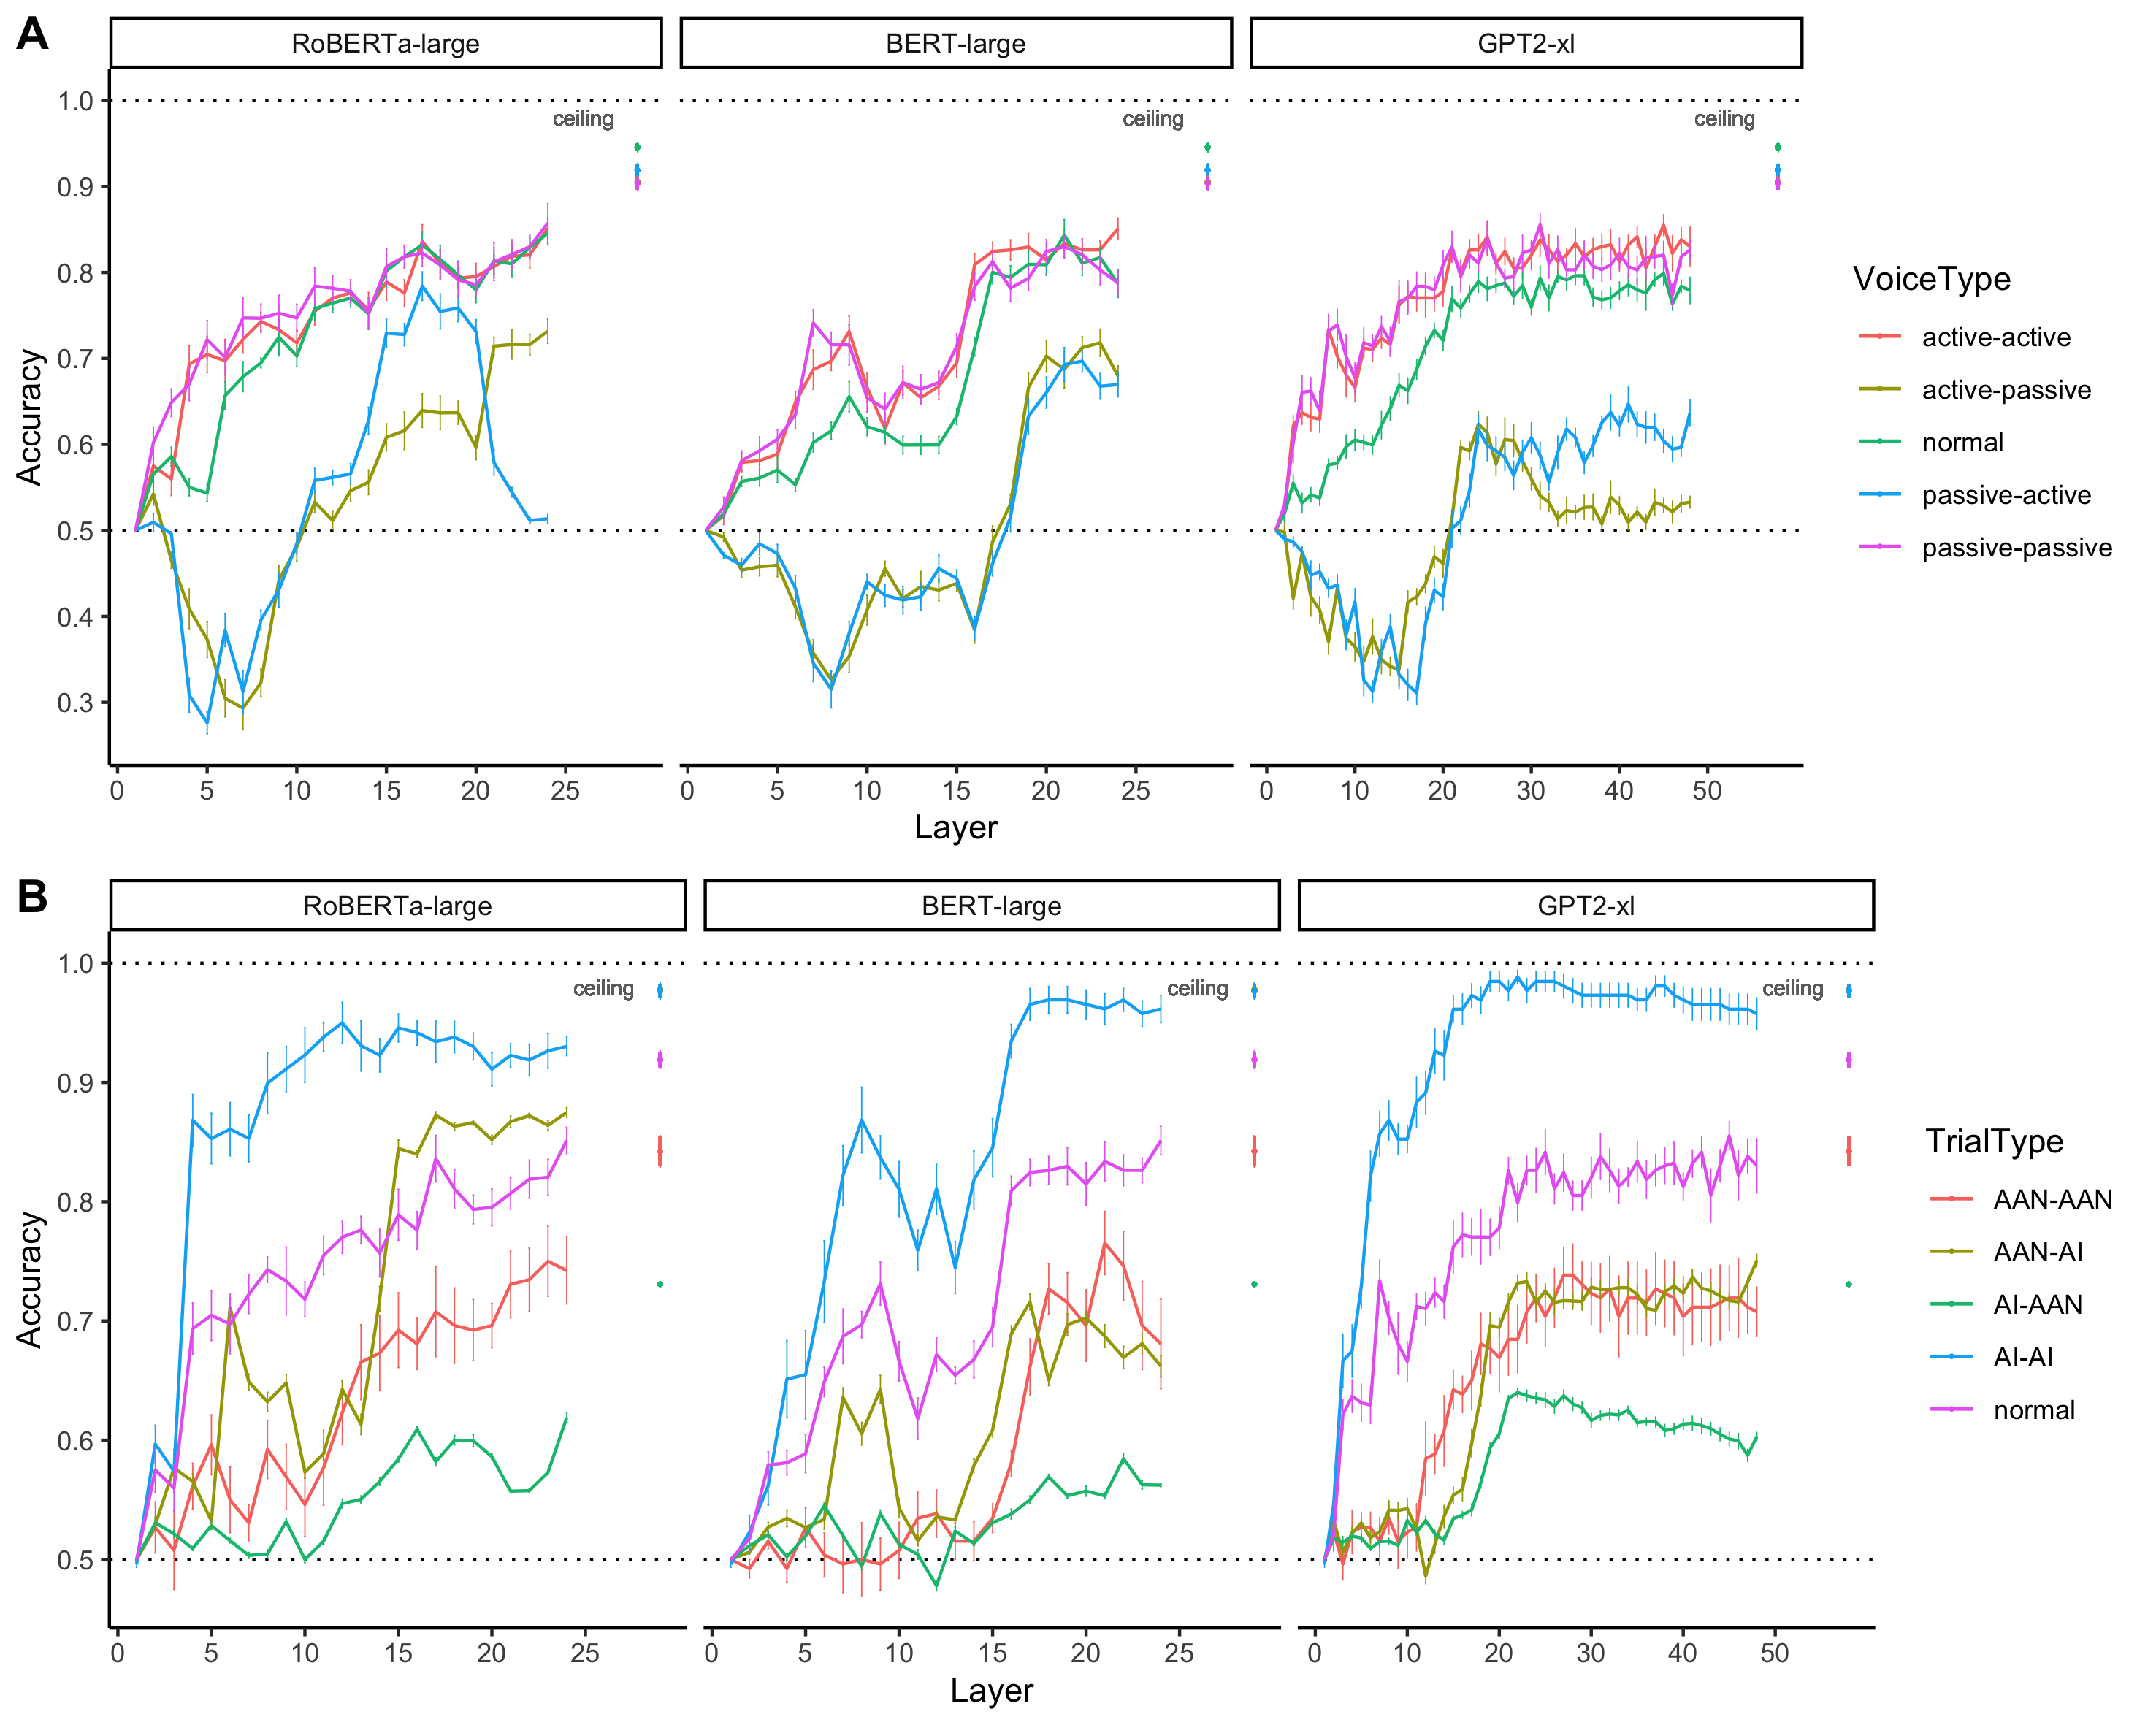 A
RoBERTa-large BERT-large GPT2-xl
1.0
0.9
0.8
0.7
0.6
0.5
0.4
0.3
Accuracy
ceiling ceiling ceiling
0 5 10 15 20 25 0 5 10 15 20 25 0 10 20 30 40 50
Layer
VoiceType
active-active
active-passive
normal
passive-active
passive-passive
B
RoBERTa-large BERT-large GPT2-xl
1.0
0.9
0.8
0.7
0.6
0.5
Accuracy
ceiling ceiling ceiling
0 5 10 15 20 25 0 5 10 15 20 25 0 10 20 30 40 50
Layer
TrialType
AAN-AAN
AAN-AI
AI-AAN
AI-AI
normal